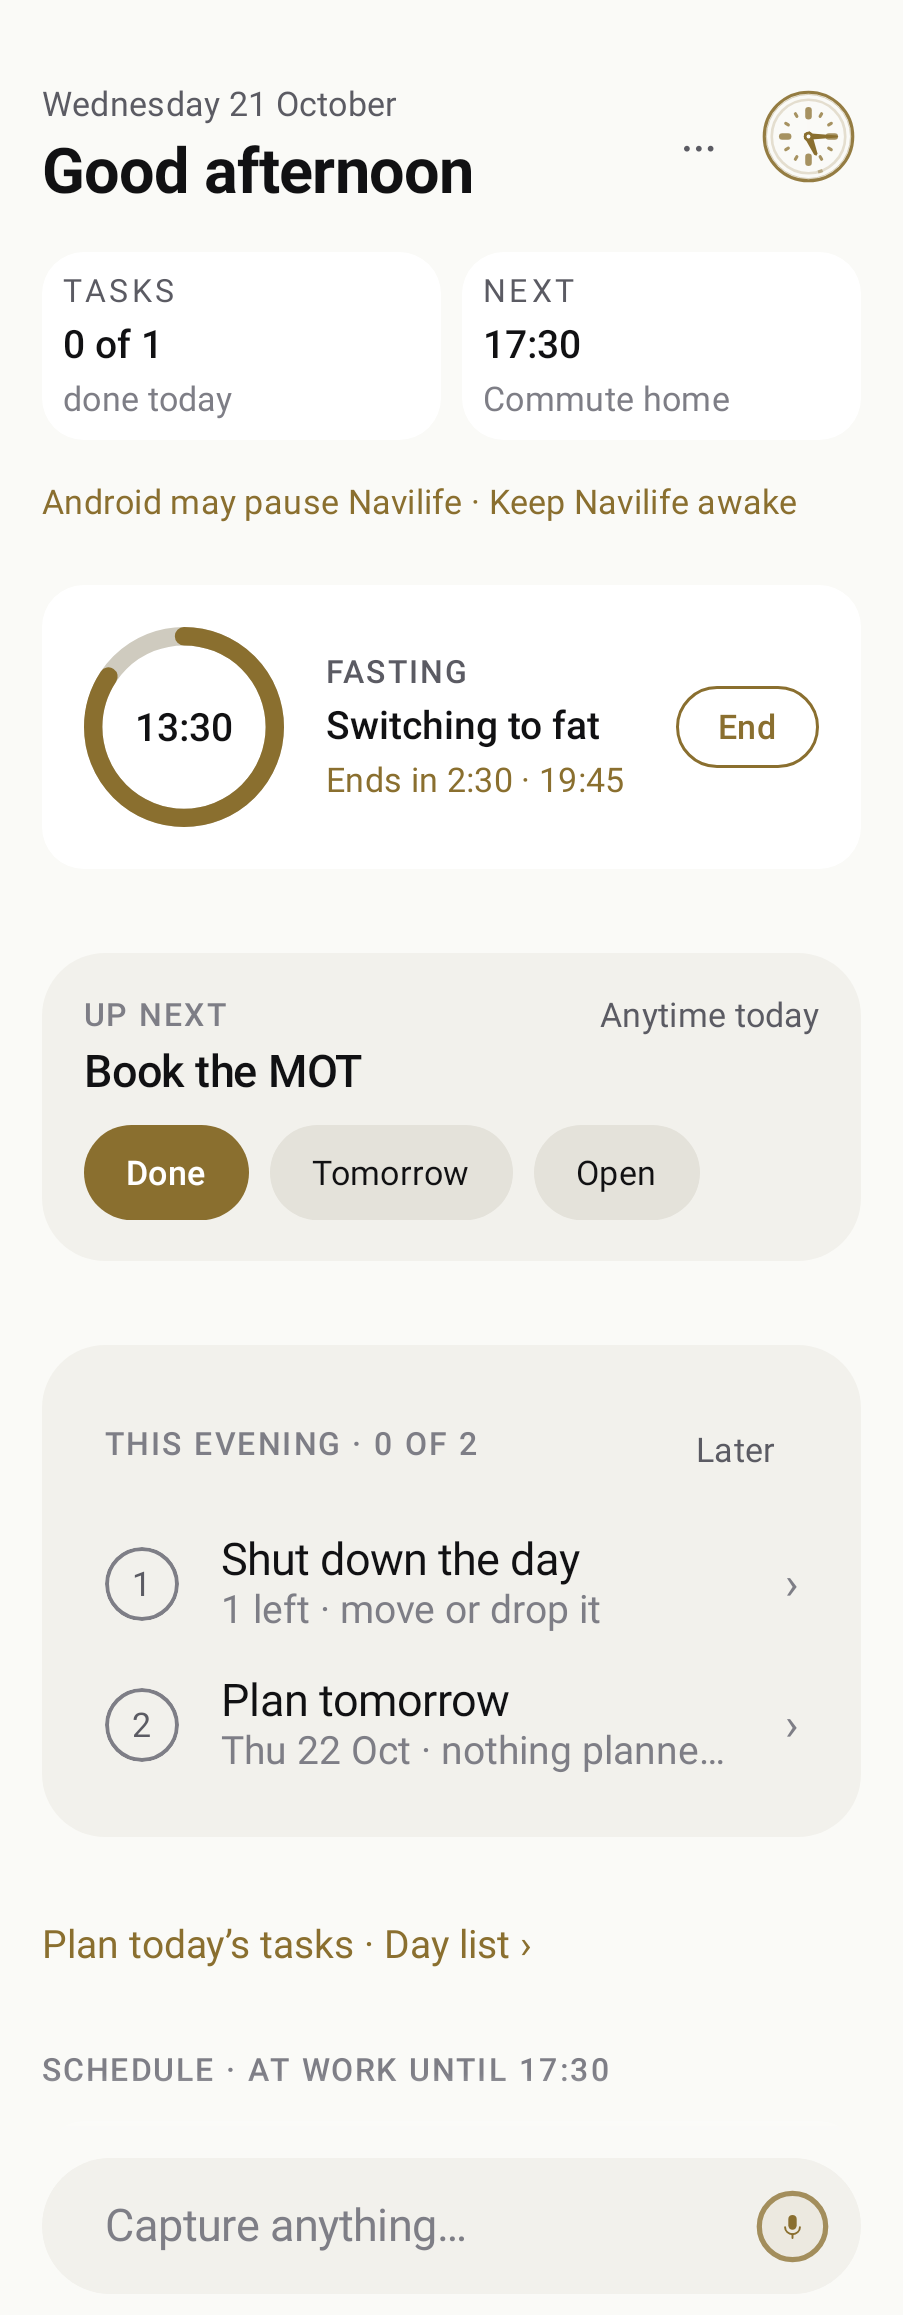 Wednesday 21 October
Good afternoon
...
TASKS
0 of 1
done today
NEXT
17:30
Commute home
Android may pause Navilife · Keep Navilife awake
13:30
FASTING
Switching to fat
Ends in 2:30 · 19:45
End
UP NEXT
Anytime today
Book the MOT
Done
Tomorrow
Open
THIS EVENING · 0 OF 2
Later
1
Shut down the day
1 left · move or drop it
›
2
Plan tomorrow
Thu 22 Oct · nothing planne...
›
Plan today’s tasks · Day list ›
SCHEDULE · AT WORK UNTIL 17:30
Capture anything...